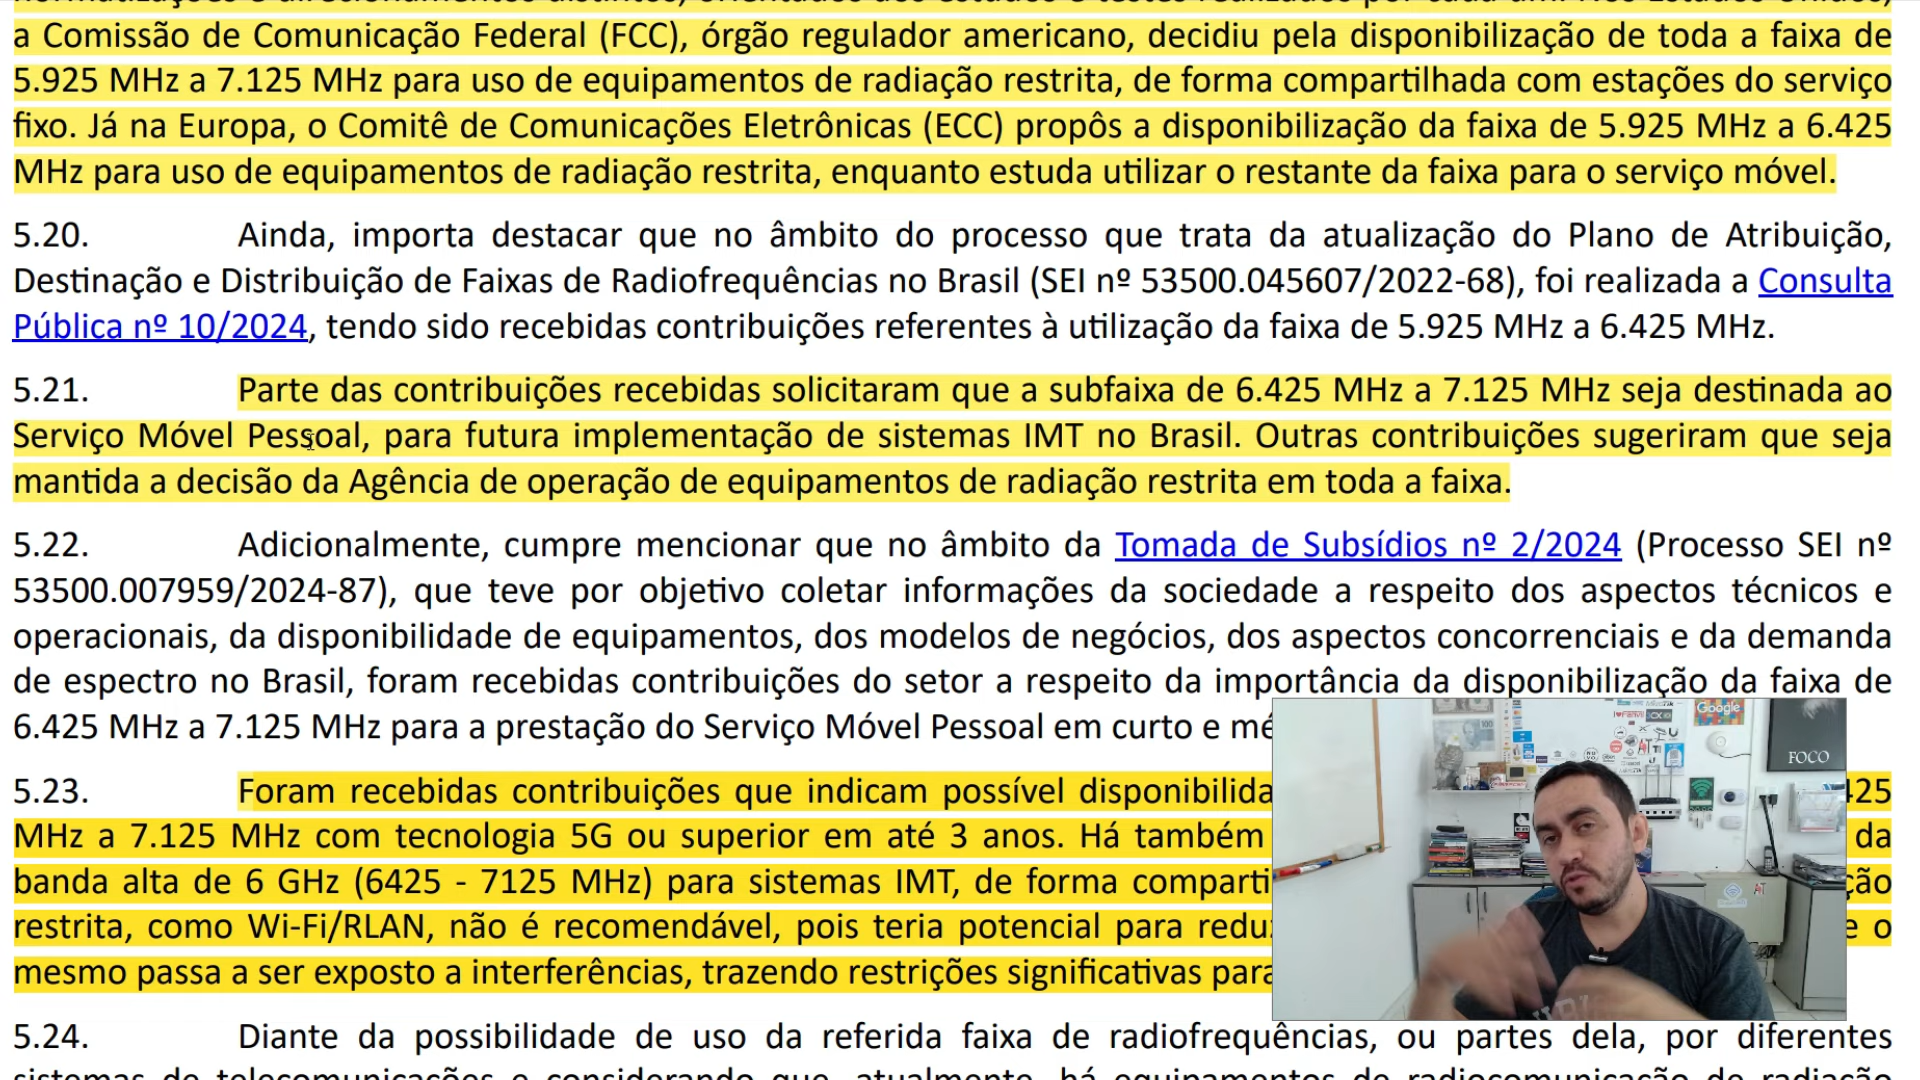 a Comissão de Comunicação Federal (FCC), órgão regulador americano, decidiu pela disponibilização de toda a faixa de
5.925 MHz a 7.125 MHz para uso de equipamentos de radiação restrita, de forma compartilhada com estações do serviço
fixo. Já na Europa, o Comitê de Comunicações Eletrônicas (ECC) propôs a disponibilização da faixa de 5.925 MHz a 6.425
MHz para uso de equipamentos de radiação restrita, enquanto estuda utilizar o restante da faixa para o serviço móvel.
5.20. Ainda, importa destacar que no âmbito do processo que trata da atualização do Plano de Atribuição,
Destinação e Distribuição de Faixas de Radiofrequências no Brasil (SEI nº 53500.045607/2022-68), foi realizada a Consulta
Pública nº 10/2024, tendo sido recebidas contribuições referentes à utilização da faixa de 5.925 MHz a 6.425 MHz.
5.21. Parte das contribuições recebidas solicitaram que a subfaixa de 6.425 MHz a 7.125 MHz seja destinada ao
Serviço Móvel Pessoal, para futura implementação de sistemas IMT no Brasil. Outras contribuições sugeriram que seja
mantida a decisão da Agência de operação de equipamentos de radiação restrita em toda a faixa.
5.22. Adicionalmente, cumpre mencionar que no âmbito da Tomada de Subsídios nº 2/2024 (Processo SEI nº
53500.007959/2024-87), que teve por objetivo coletar informações da sociedade a respeito dos aspectos técnicos e
operacionais, da disponibilidade de equipamentos, dos modelos de negócios, dos aspectos concorrenciais e da demanda
de espectro no Brasil, foram recebidas contribuições do setor a respeito da importância da disponibilização da faixa de
6.425 MHz a 7.125 MHz para a prestação do Serviço Móvel Pessoal em curto e mé
5.23. Foram recebidas contribuições que indicam possível disponibilida 425
MHz a 7.125 MHz com tecnologia 5G ou superior em até 3 anos. Há também da
banda alta de 6 GHz (6425 - 7125 MHz) para sistemas IMT, de forma comparti ção
restrita, como Wi-Fi/RLAN, não é recomendável, pois teria potencial para redu e o
mesmo passa a ser exposto a interferências, trazendo restrições significativas para
5.24. Diante da possibilidade de uso da referida faixa de radiofrequências, ou partes dela, por diferentes
sistemas de telecomunicações e considerando que, atualmente, há equipamentos de radiocomunicação de radiação
Google
FOCO